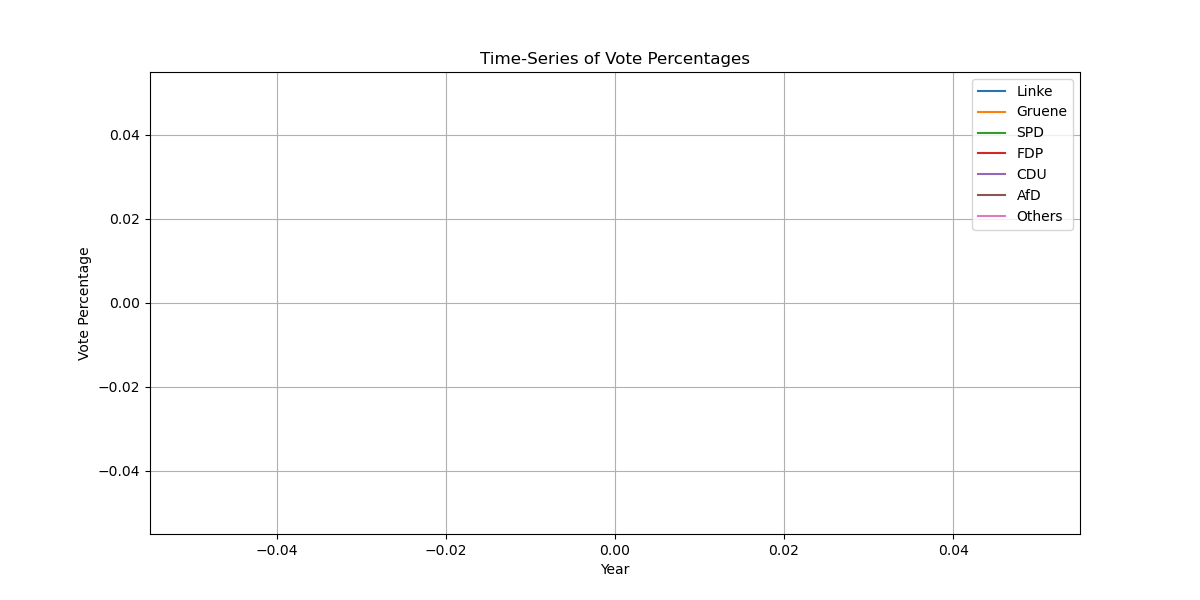 Time-Series of Vote Percentages
Linke
Gruene
SPD
FDP
CDU
AfD
Others
Vote Percentage
0.04
0.02
0.00
−0.02
−0.04
−0.04
−0.02
0.00
0.02
0.04
Year